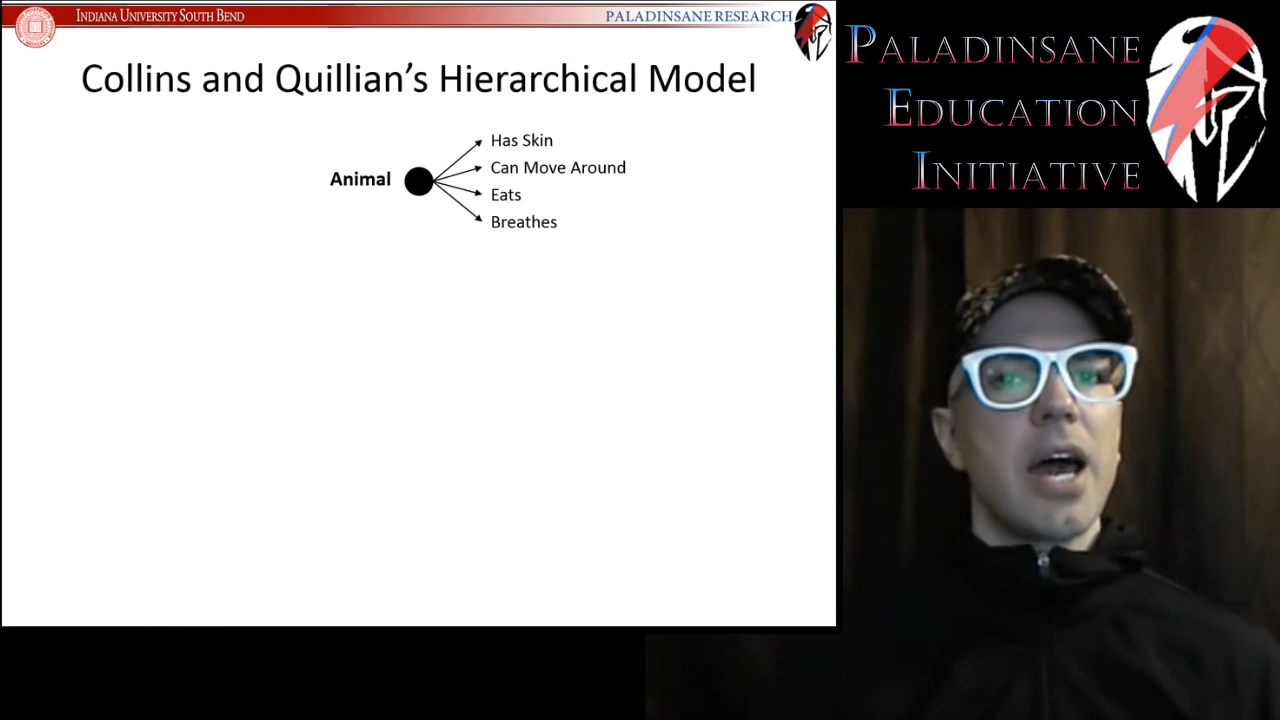 INDIANA UNIVERSITY SOUTH BEND
PALADINSANE RESEARCH
Collins and Quillian's Hierarchical Model
Animal
Has Skin
Can Move Around
Eats
Breathes
PALADINSANE
EDUCATION
INITIATIVE